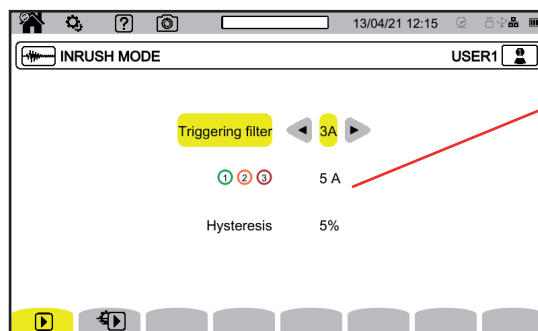 13/04/21 12:15
INRUSH MODE USER1
Triggering filter 3A
1 2 3 5 A
Hysteresis 5%